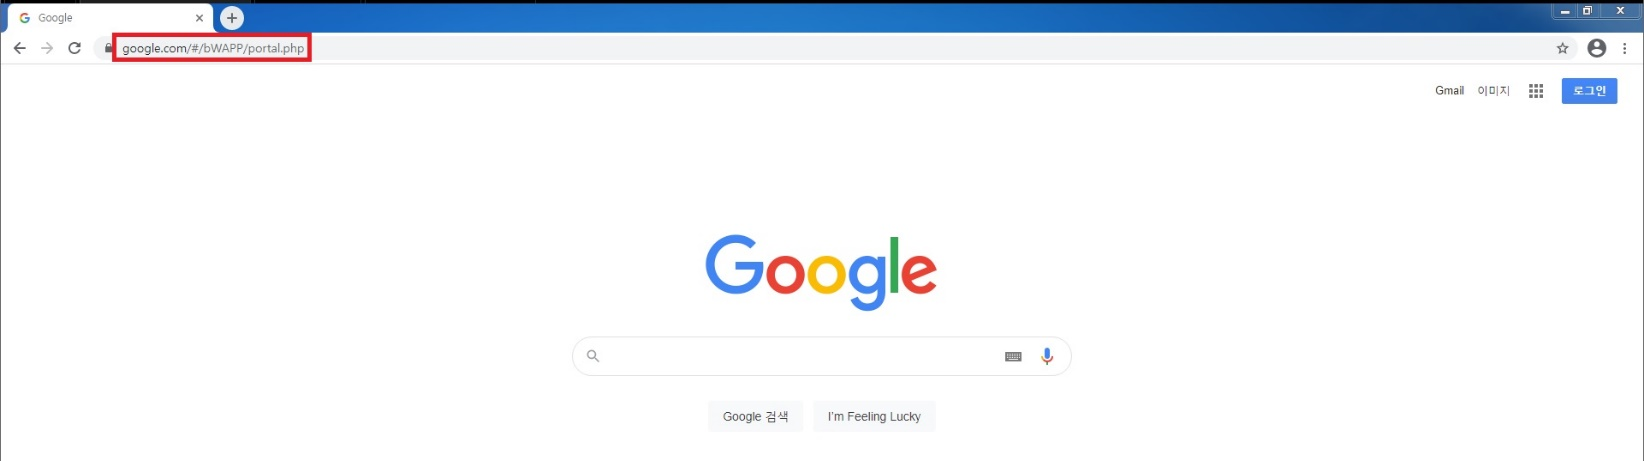 Google
google.com/#/bWAPP/portal.php
Gmail 이미지 로그인
Google
Google 검색 I'm Feeling Lucky